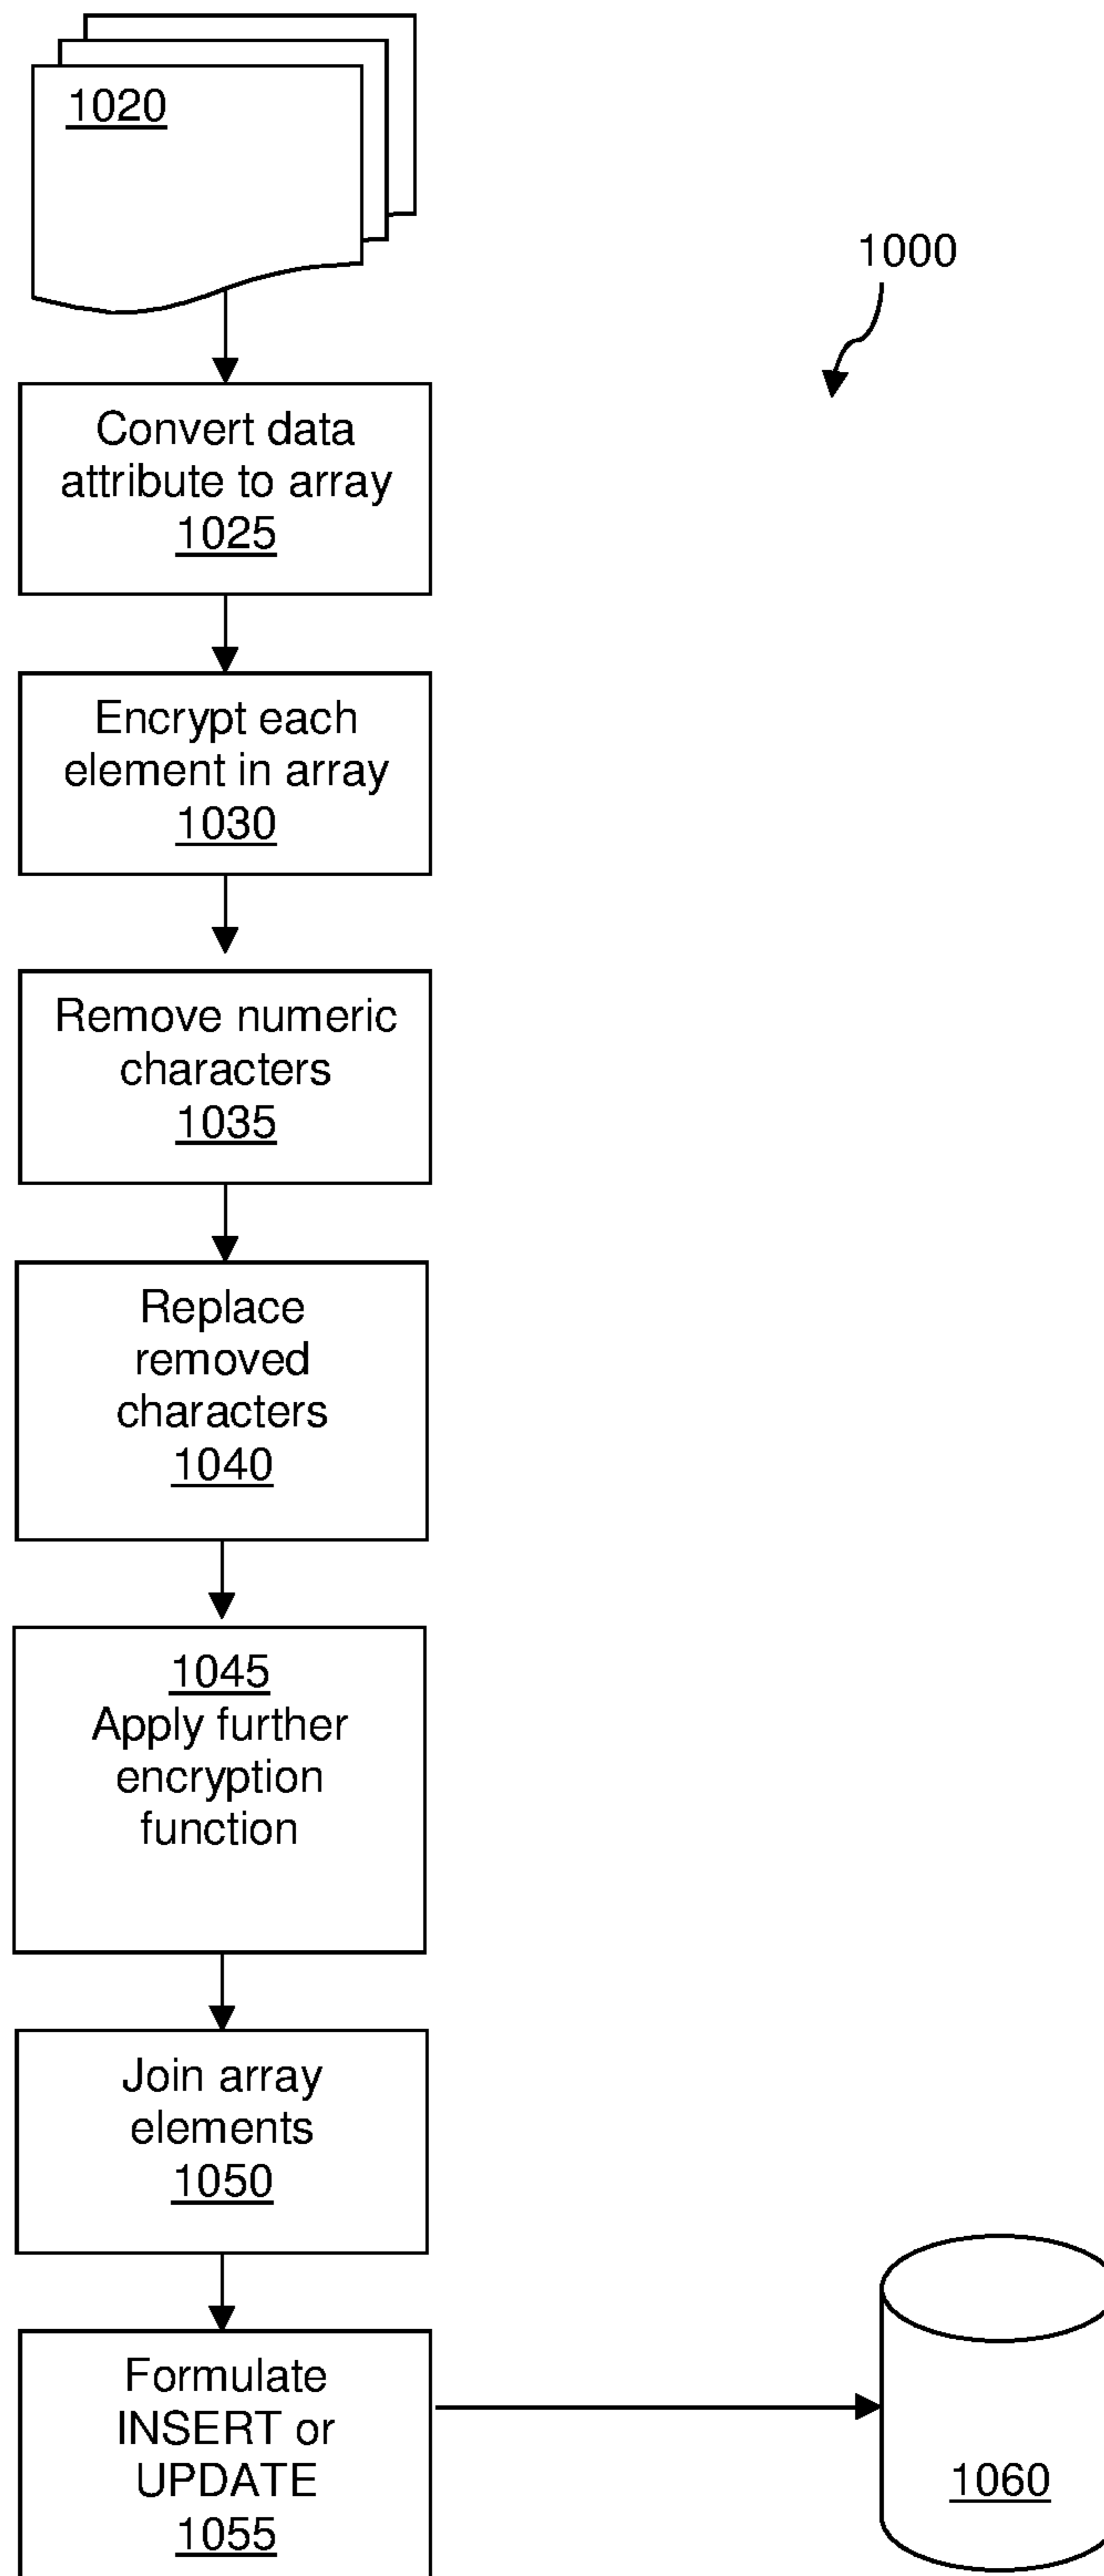 1020
1000
Convert data
attribute to array
1025
Encrypt each
element in array
1030
Remove numeric
characters
1035
Replace
removed
characters
1040
1045
Apply further
encryption
function
Join array
elements
1050
Formulate
INSERT or
UPDATE
1055
1060